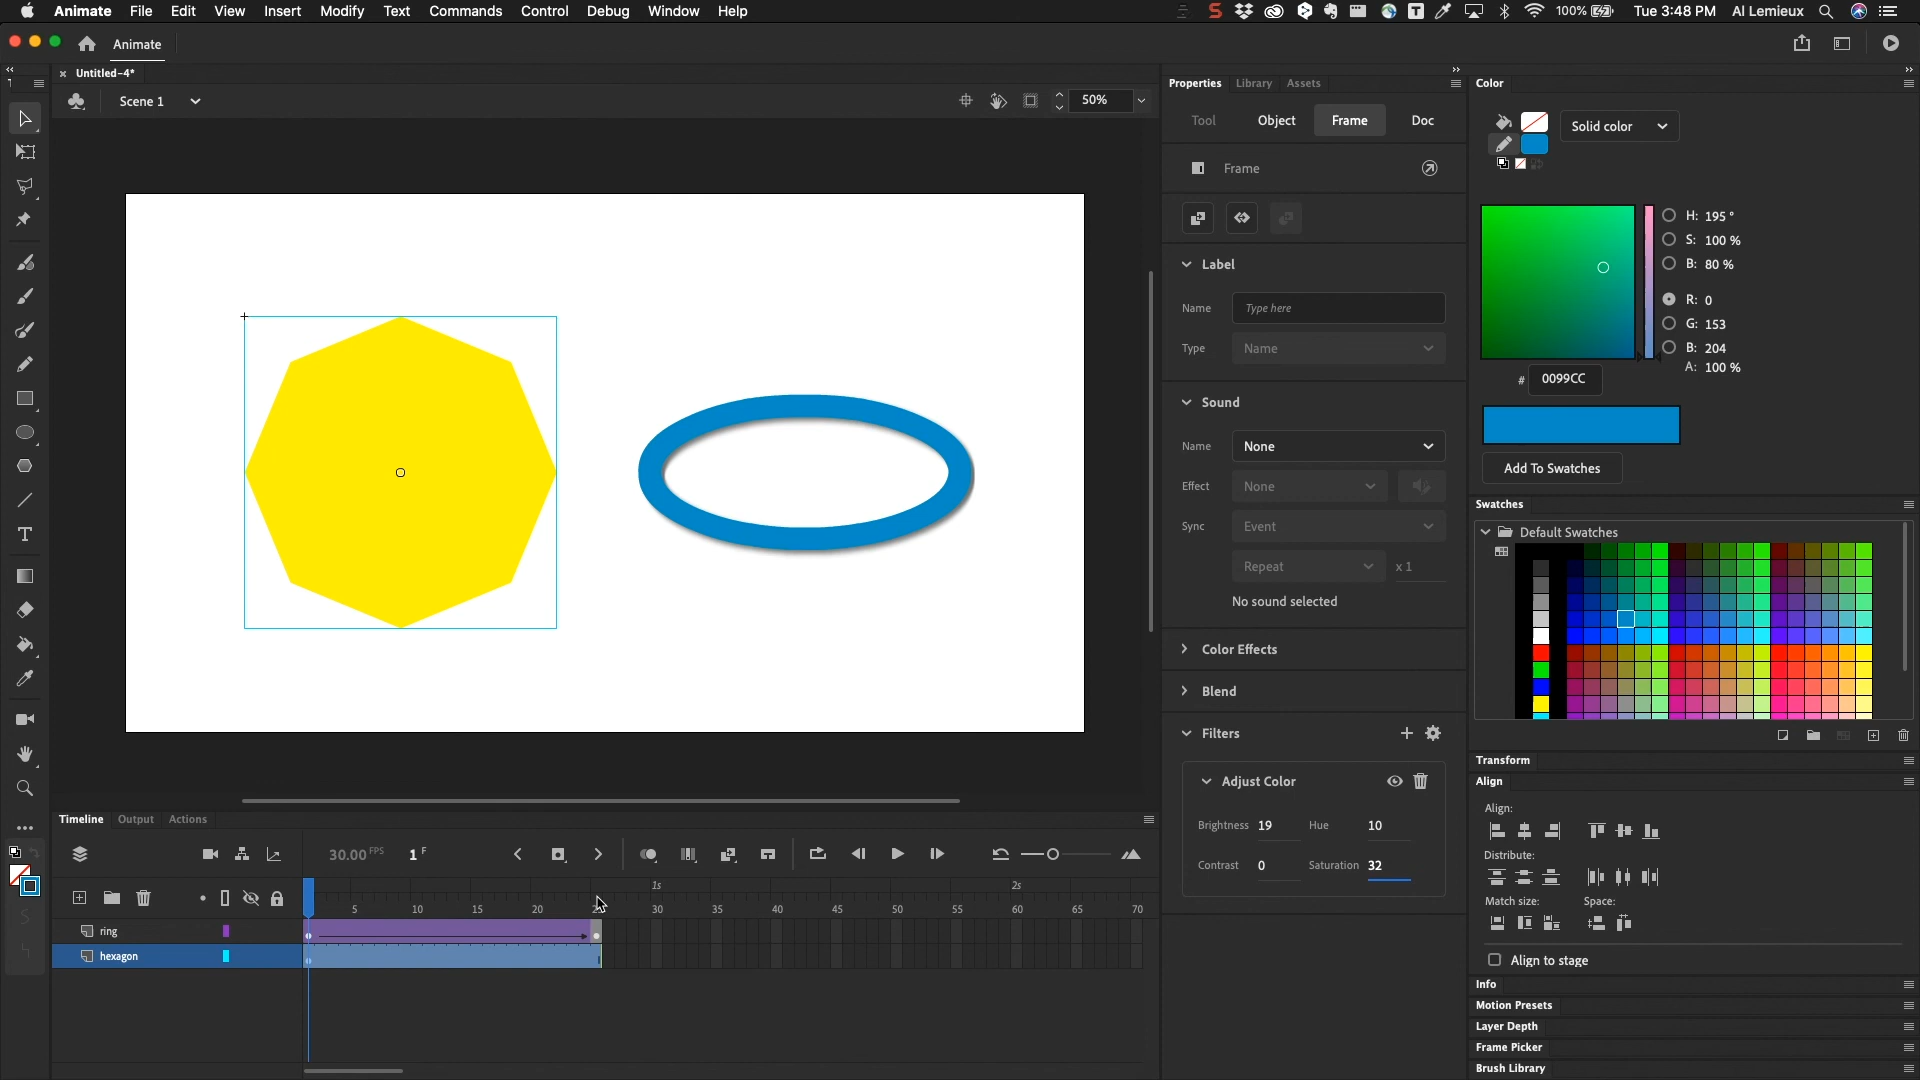 Animate File Edit View Insert Modify Text Commands Control Debug Window Help 100% Tue 3:48 PM Al Lemieux
Animate
Untitled-4*
Scene 1 50%
Properties Library Assets
Tool Object Frame Doc
Frame
Label
Name Type here
Type Name
Sound
Name None
Effect None
Sync Event
Repeat x 1
No sound selected
Color Effects
Blend
Filters
Adjust Color
Brightness 19 Hue 10
Contrast 0 Saturation 32
Color
Solid color
H: 195 °
S: 100 %
B: 80 %
R: 0
G: 153
B: 204
A: 100 %
# 0099CC
Add To Swatches
Swatches
Default Swatches
Transform
Align
Align:
Distribute:
Match size: Space:
Align to stage
Info
Motion Presets
Layer Depth
Frame Picker
Brush Library
Timeline Output Actions
30.00 FPS 1 F
1s 2s
5 10 15 20 30 35 40 45 50 55 60 65 70
ring
hexagon